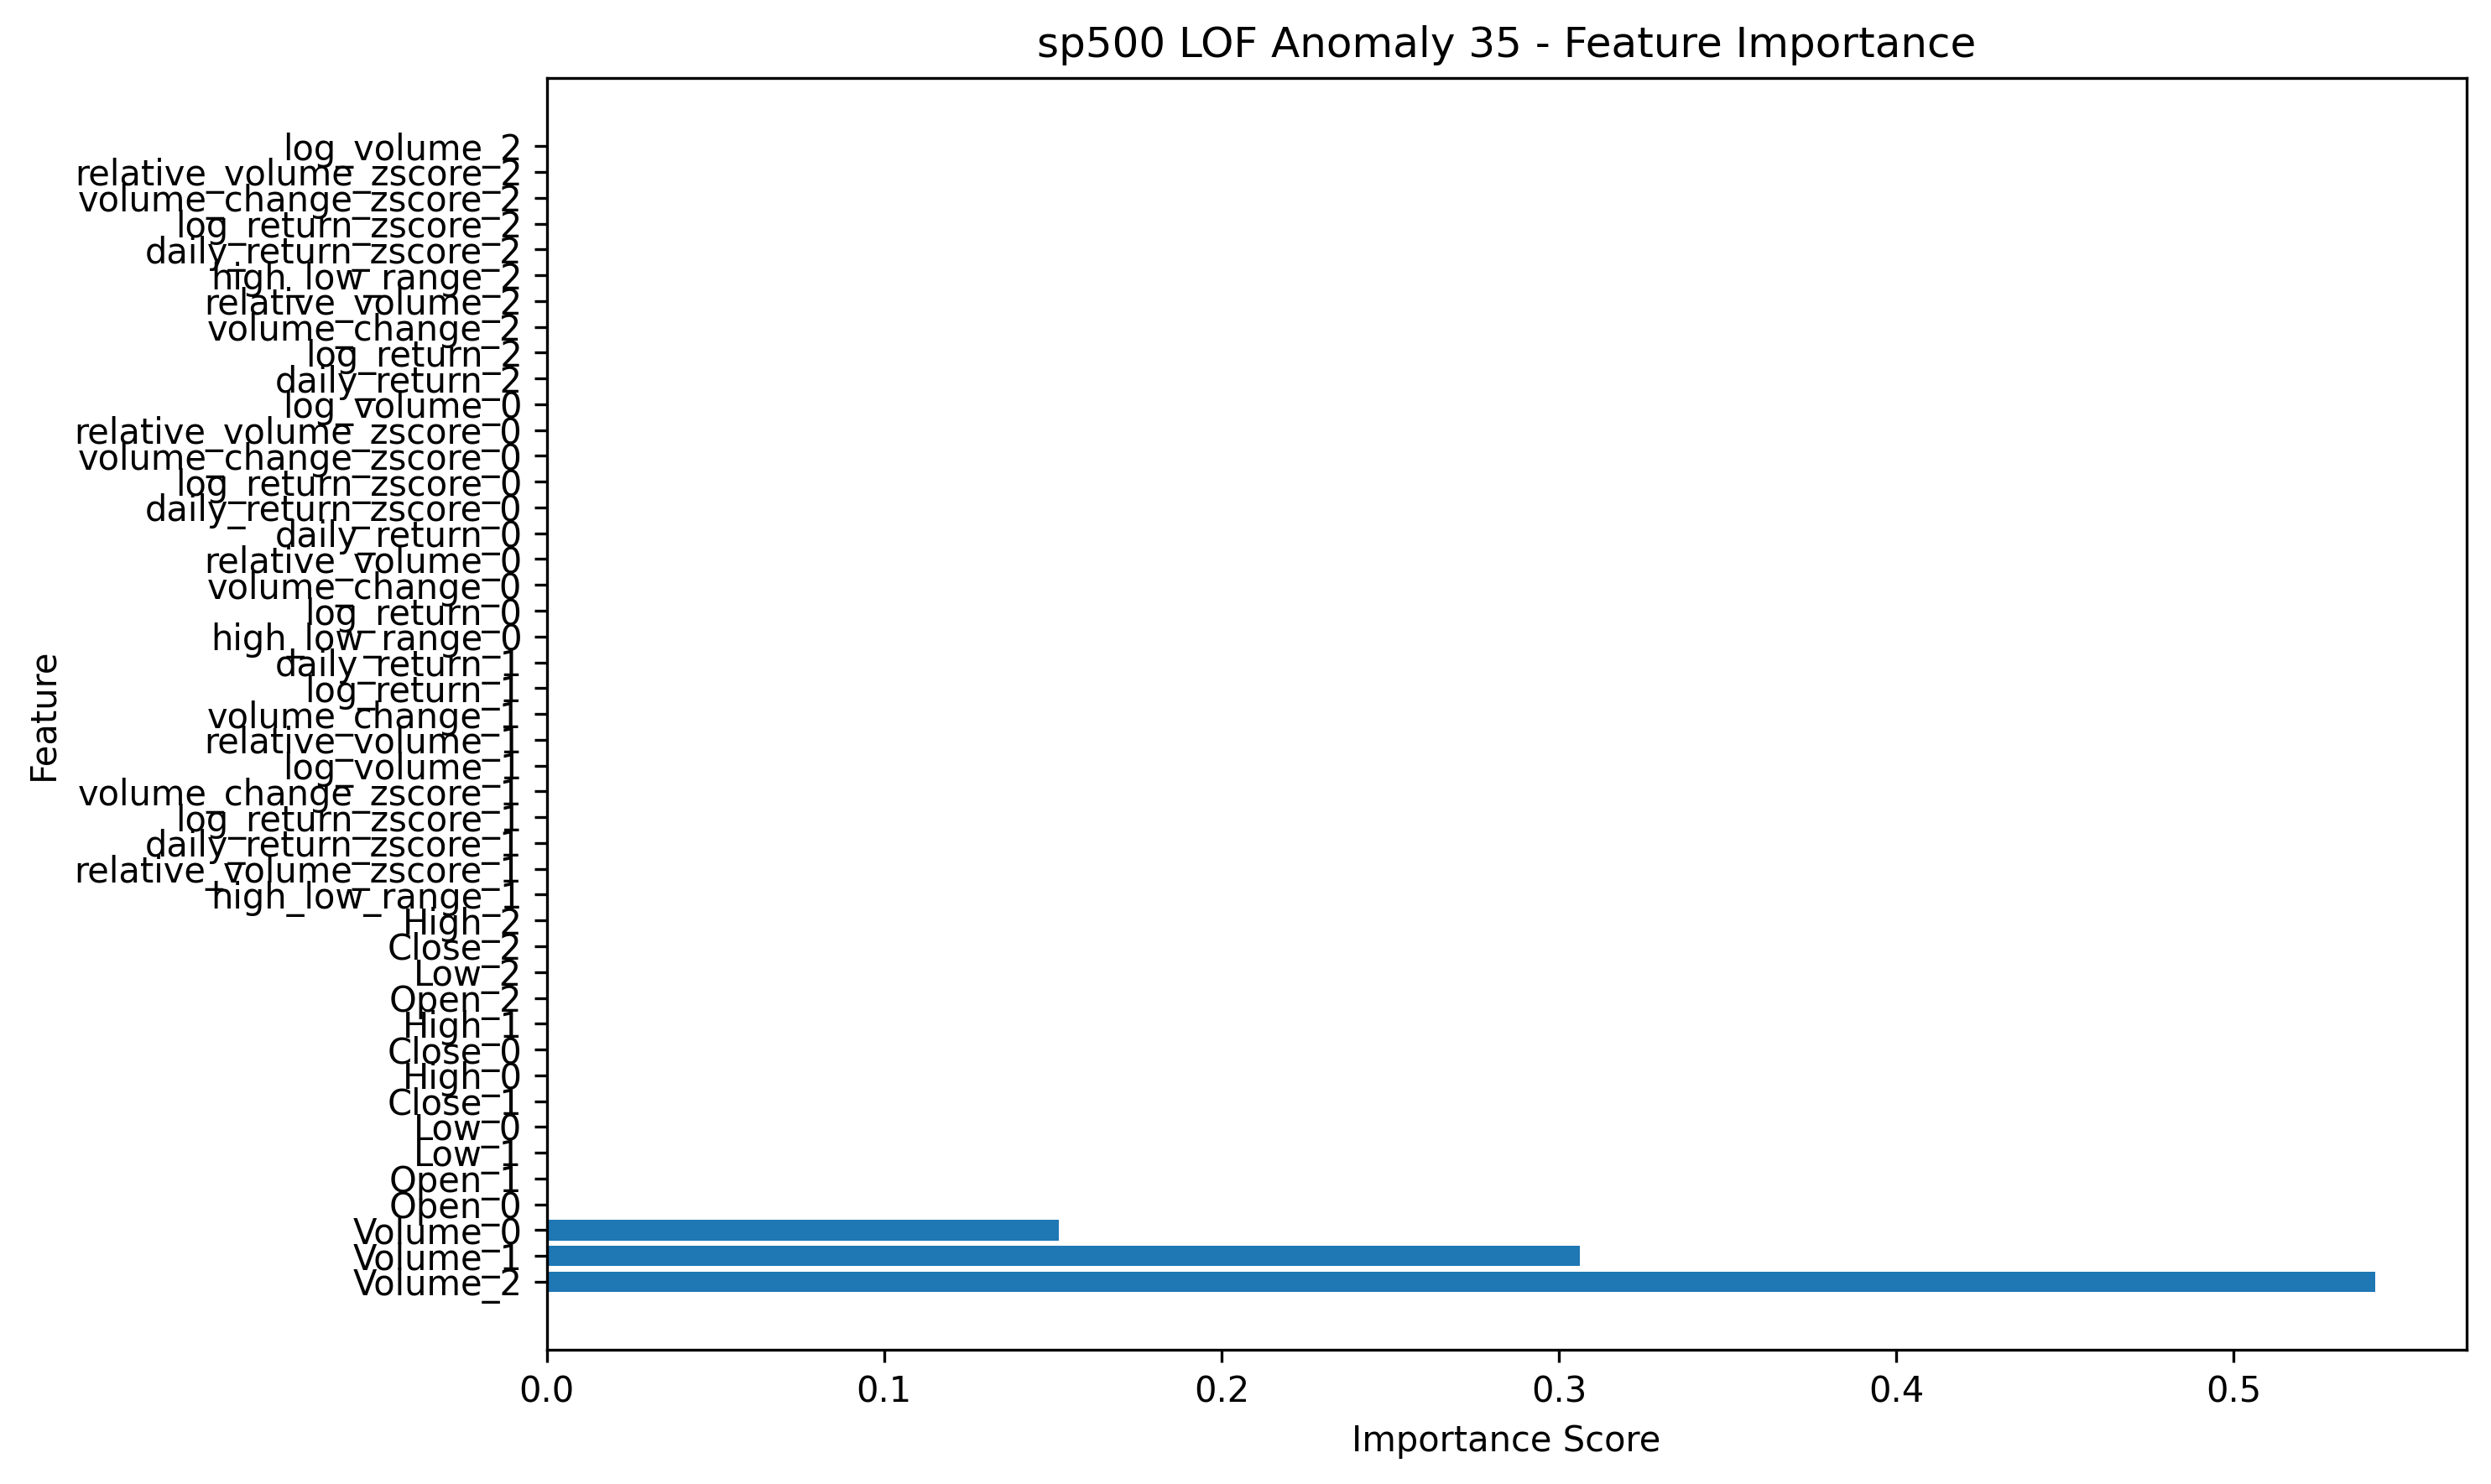 sp500 LOF Anomaly 35 - Feature Importance
log_volume_2
relative_volume_zscore_2
volume_change_zscore_2
log_return_zscore_2
daily_return_zscore_2
high_low_range_2
relative_volume_2
volume_change_2
log_return_2
daily_return_2
log_volume_0
relative_volume_zscore_0
volume_change_zscore_0
log_return_zscore_0
daily_return_zscore_0
daily_return_0
relative_volume_0
volume_change_0
log_return_0
high_low_range_0
daily_return_1
log_return_1
volume_change_1
relative_volume_1
log_volume_1
volume_change_zscore_1
log_return_zscore_1
daily_return_zscore_1
relative_volume_zscore_1
high_low_range_1
High_2
Close_2
Low_2
Open_2
High_1
Close_0
High_0
Close_1
Low_0
Low_1
Open_1
Open_0
Volume_0
Volume_1
Volume_2
Feature
0.0 0.1 0.2 0.3 0.4 0.5
Importance Score